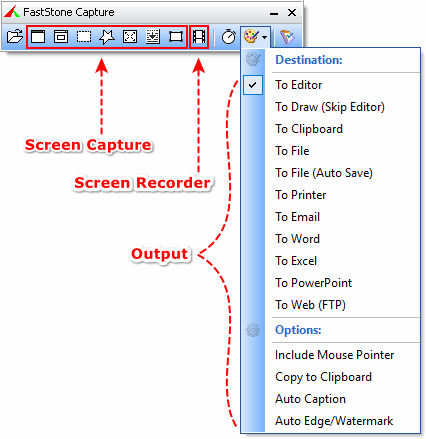 FastStone Capture
Destination:
To Editor
To Draw (Skip Editor)
To Clipboard
To File
To File (Auto Save)
To Printer
To Email
To Word
To Excel
To PowerPoint
To Web (FTP)
Options:
Include Mouse Pointer
Copy to Clipboard
Auto Caption
Auto Edge/Watermark
Screen Capture
Screen Recorder
Output